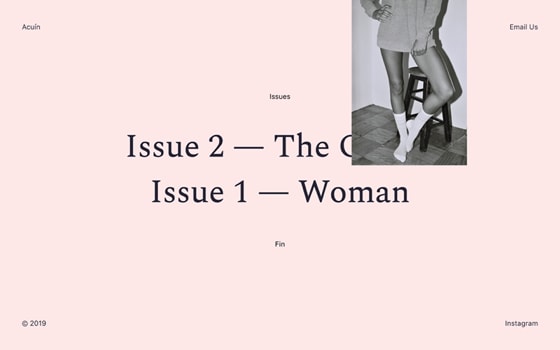 Acuín
Email Us
Issues
Issue 2 — The
Issue 1 — Woman
Fin
© 2019
Instagram